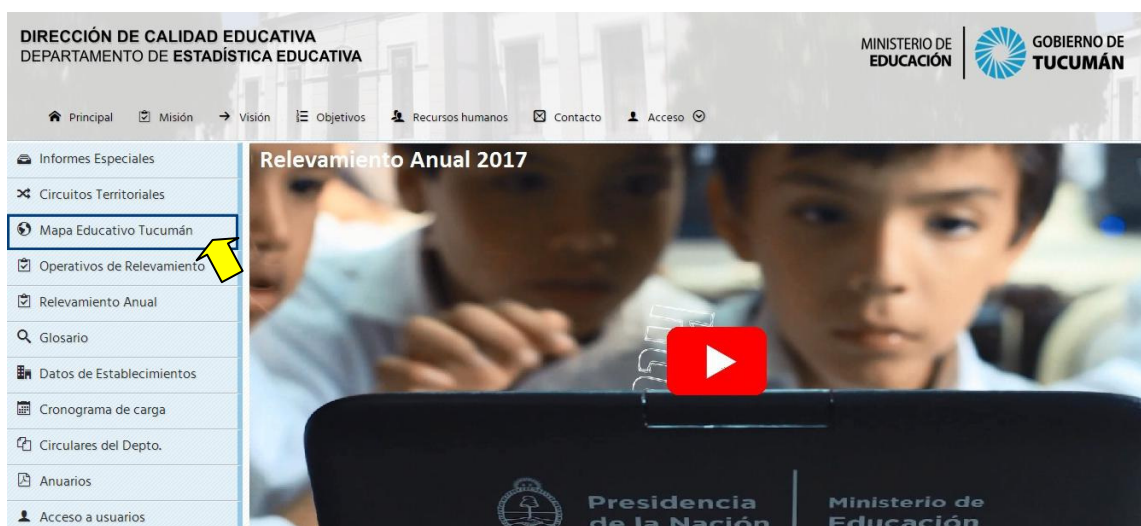 DIRECCIÓN DE CALIDAD EDUCATIVA
DEPARTAMENTO DE ESTADÍSTICA EDUCATIVA
MINISTERIO DE
EDUCACIÓN
GOBIERNO DE
TUCUMÁN
Principal Misión Visión Objetivos Recursos humanos Contacto Acceso
Informes Especiales
Circuitos Territoriales
Mapa Educativo Tucumán
Operativos de Relevamiento
Relevamiento Anual
Glosario
Datos de Establecimientos
Cronograma de carga
Circulares del Depto.
Anuarios
Acceso a usuarios
Relevamiento Anual 2017
Presidencia
de la Nación
Ministerio de
Educación